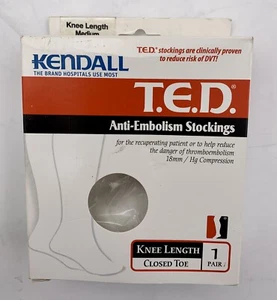 Knee Length
Medium
T.E.D.® stockings are clinically proven
to reduce risk of DVT!
KENDALL
THE BRAND HOSPITALS USE MOST
T.E.D.®
Anti-Embolism Stockings
for the recuperating patient or to help reduce
the danger of thromboembolism
18mm / Hg Compression
KNEE LENGTH
CLOSED TOE
1
PAIR